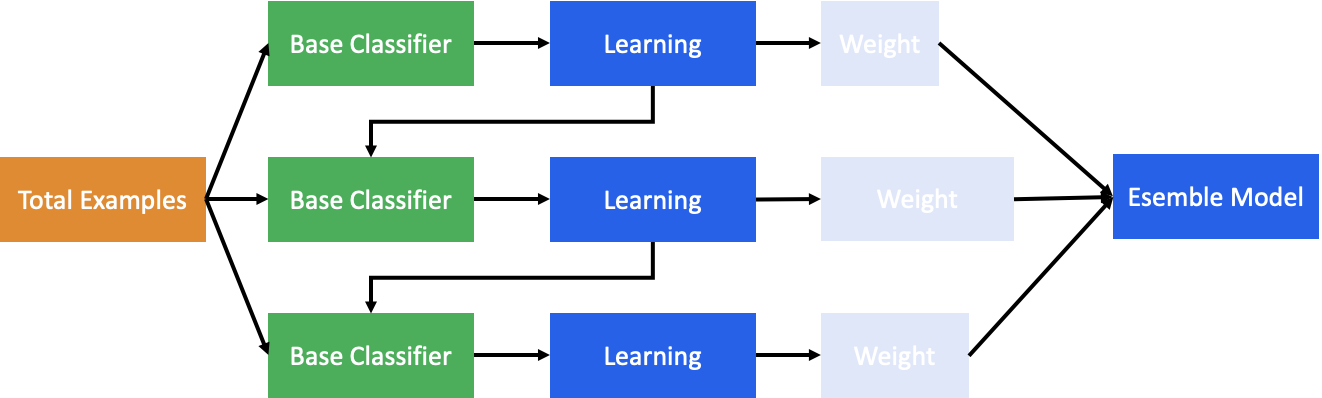 Base Classifier
Learning
Weight
Total Examples
Base Classifier
Learning
Weight
Esemble Model
Base Classifier
Learning
Weight